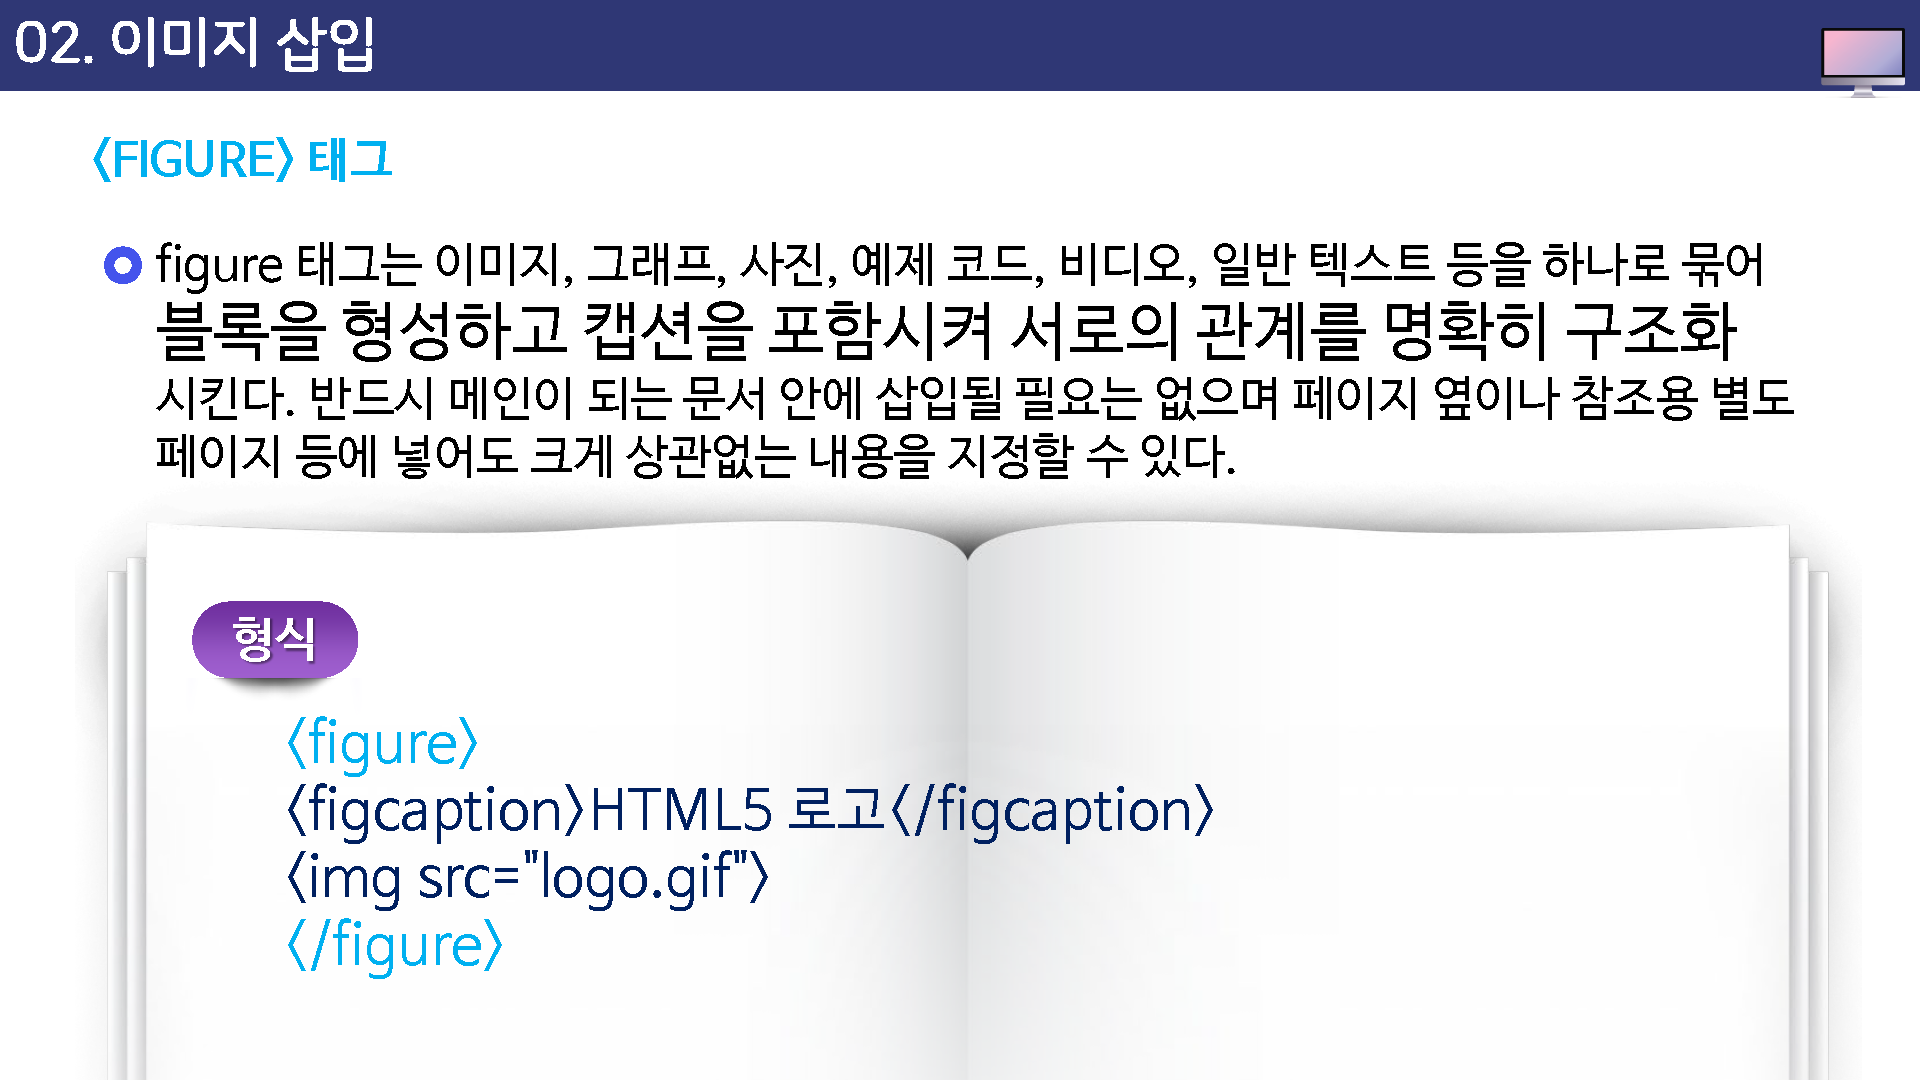 02. 이미지 삽입
<FIGURE> 태그
figure 태그는 이미지, 그래프, 사진, 예제 코드, 비디오, 일반 텍스트 등을 하나로 묶어
블록을 형성하고 캡션을 포함시켜 서로의 관계를 명확히 구조화
시킨다. 반드시 메인이 되는 문서 안에 삽입될 필요는 없으며 페이지 옆이나 참조용 별도
페이지 등에 넣어도 크게 상관없는 내용을 지정할 수 있다.
형식
<figure>
<figcaption>HTML5 로고</figcaption>
<img src="logo.gif">
</figure>